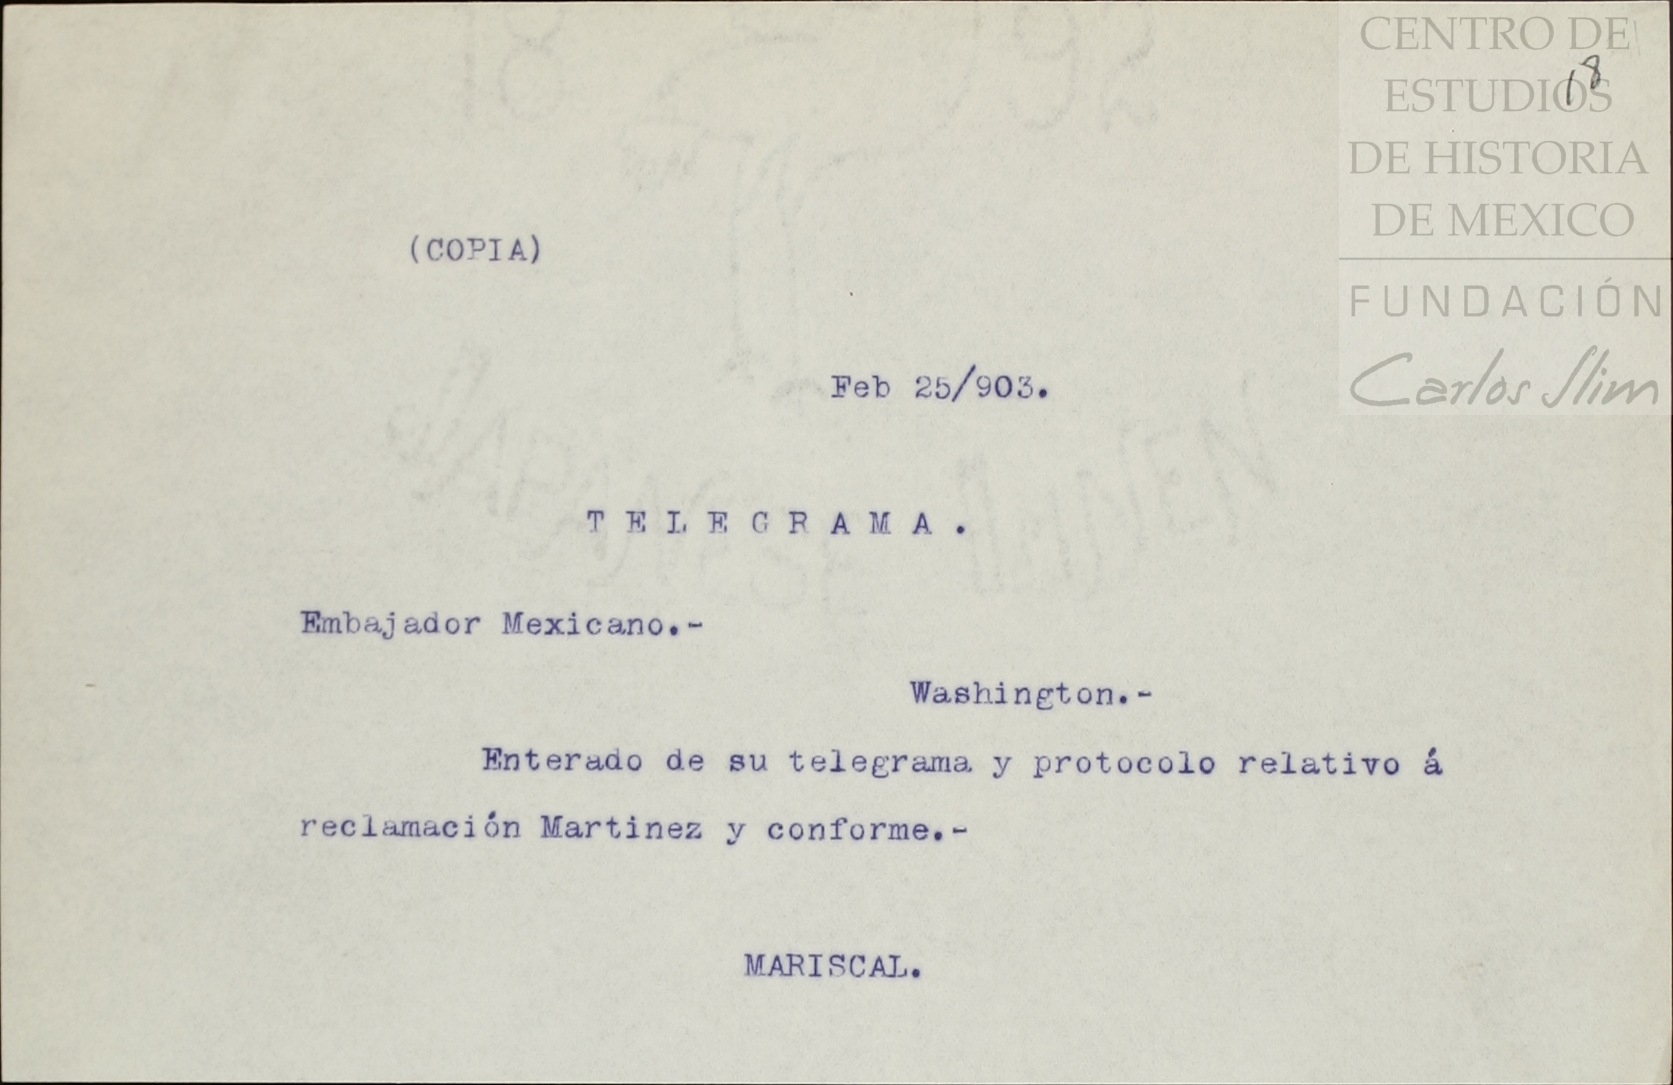 CENTRO DE
ESTUDIOS
DE HISTORIA
DE MEXICO
FUNDACIÓN
Carlos Slim
18
(COPIA)
Feb 25/903.
T E L E G R A M A .
Embajador Mexicano.-
Washington.-
Enterado de su telegrama y protocolo relativo á
reclamación Martinez y conforme.-
MARISCAL.